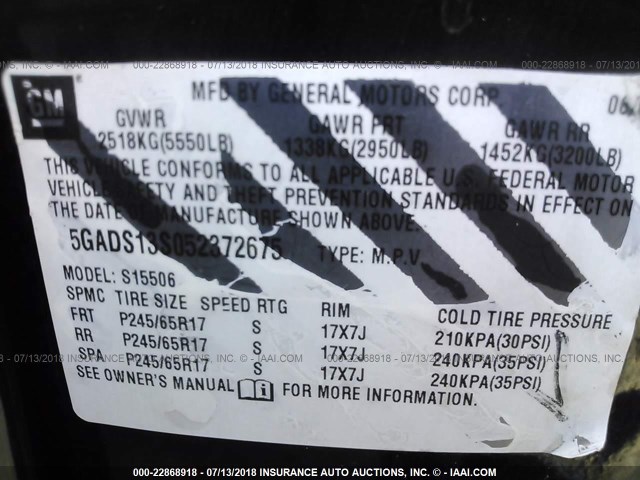 000-22868918 - 07/13/2018 INSURANCE AUTO AUCTIONS, INC. - © IAAI.COM
GM
MFD BY GENERAL MOTORS CORP
GVWR GAWR FRT GAWR RR
2518KG(5550LB) 1338KG(2950LB) 1452KG(3200LB)
THIS VEHICLE CONFORMS TO ALL APPLICABLE U.S. FEDERAL MOTOR
VEHICLE SAFETY AND THEFT PREVENTION STANDARDS IN EFFECT ON
THE DATE OF MANUFACTURE SHOWN ABOVE.
5GADS13S052372675 TYPE: M.P.V.
MODEL: S15506
SPMC TIRE SIZE SPEED RTG RIM COLD TIRE PRESSURE
FRT P245/65R17 S 17X7J 210KPA(30PSI)
RR P245/65R17 S 17X7J 240KPA(35PSI)
SPA P245/65R17 S 17X7J 240KPA(35PSI)
SEE OWNER'S MANUAL FOR MORE INFORMATION.
000-22868918 - 07/13/2018 INSURANCE AUTO AUCTIONS, INC. - © IAAI.COM